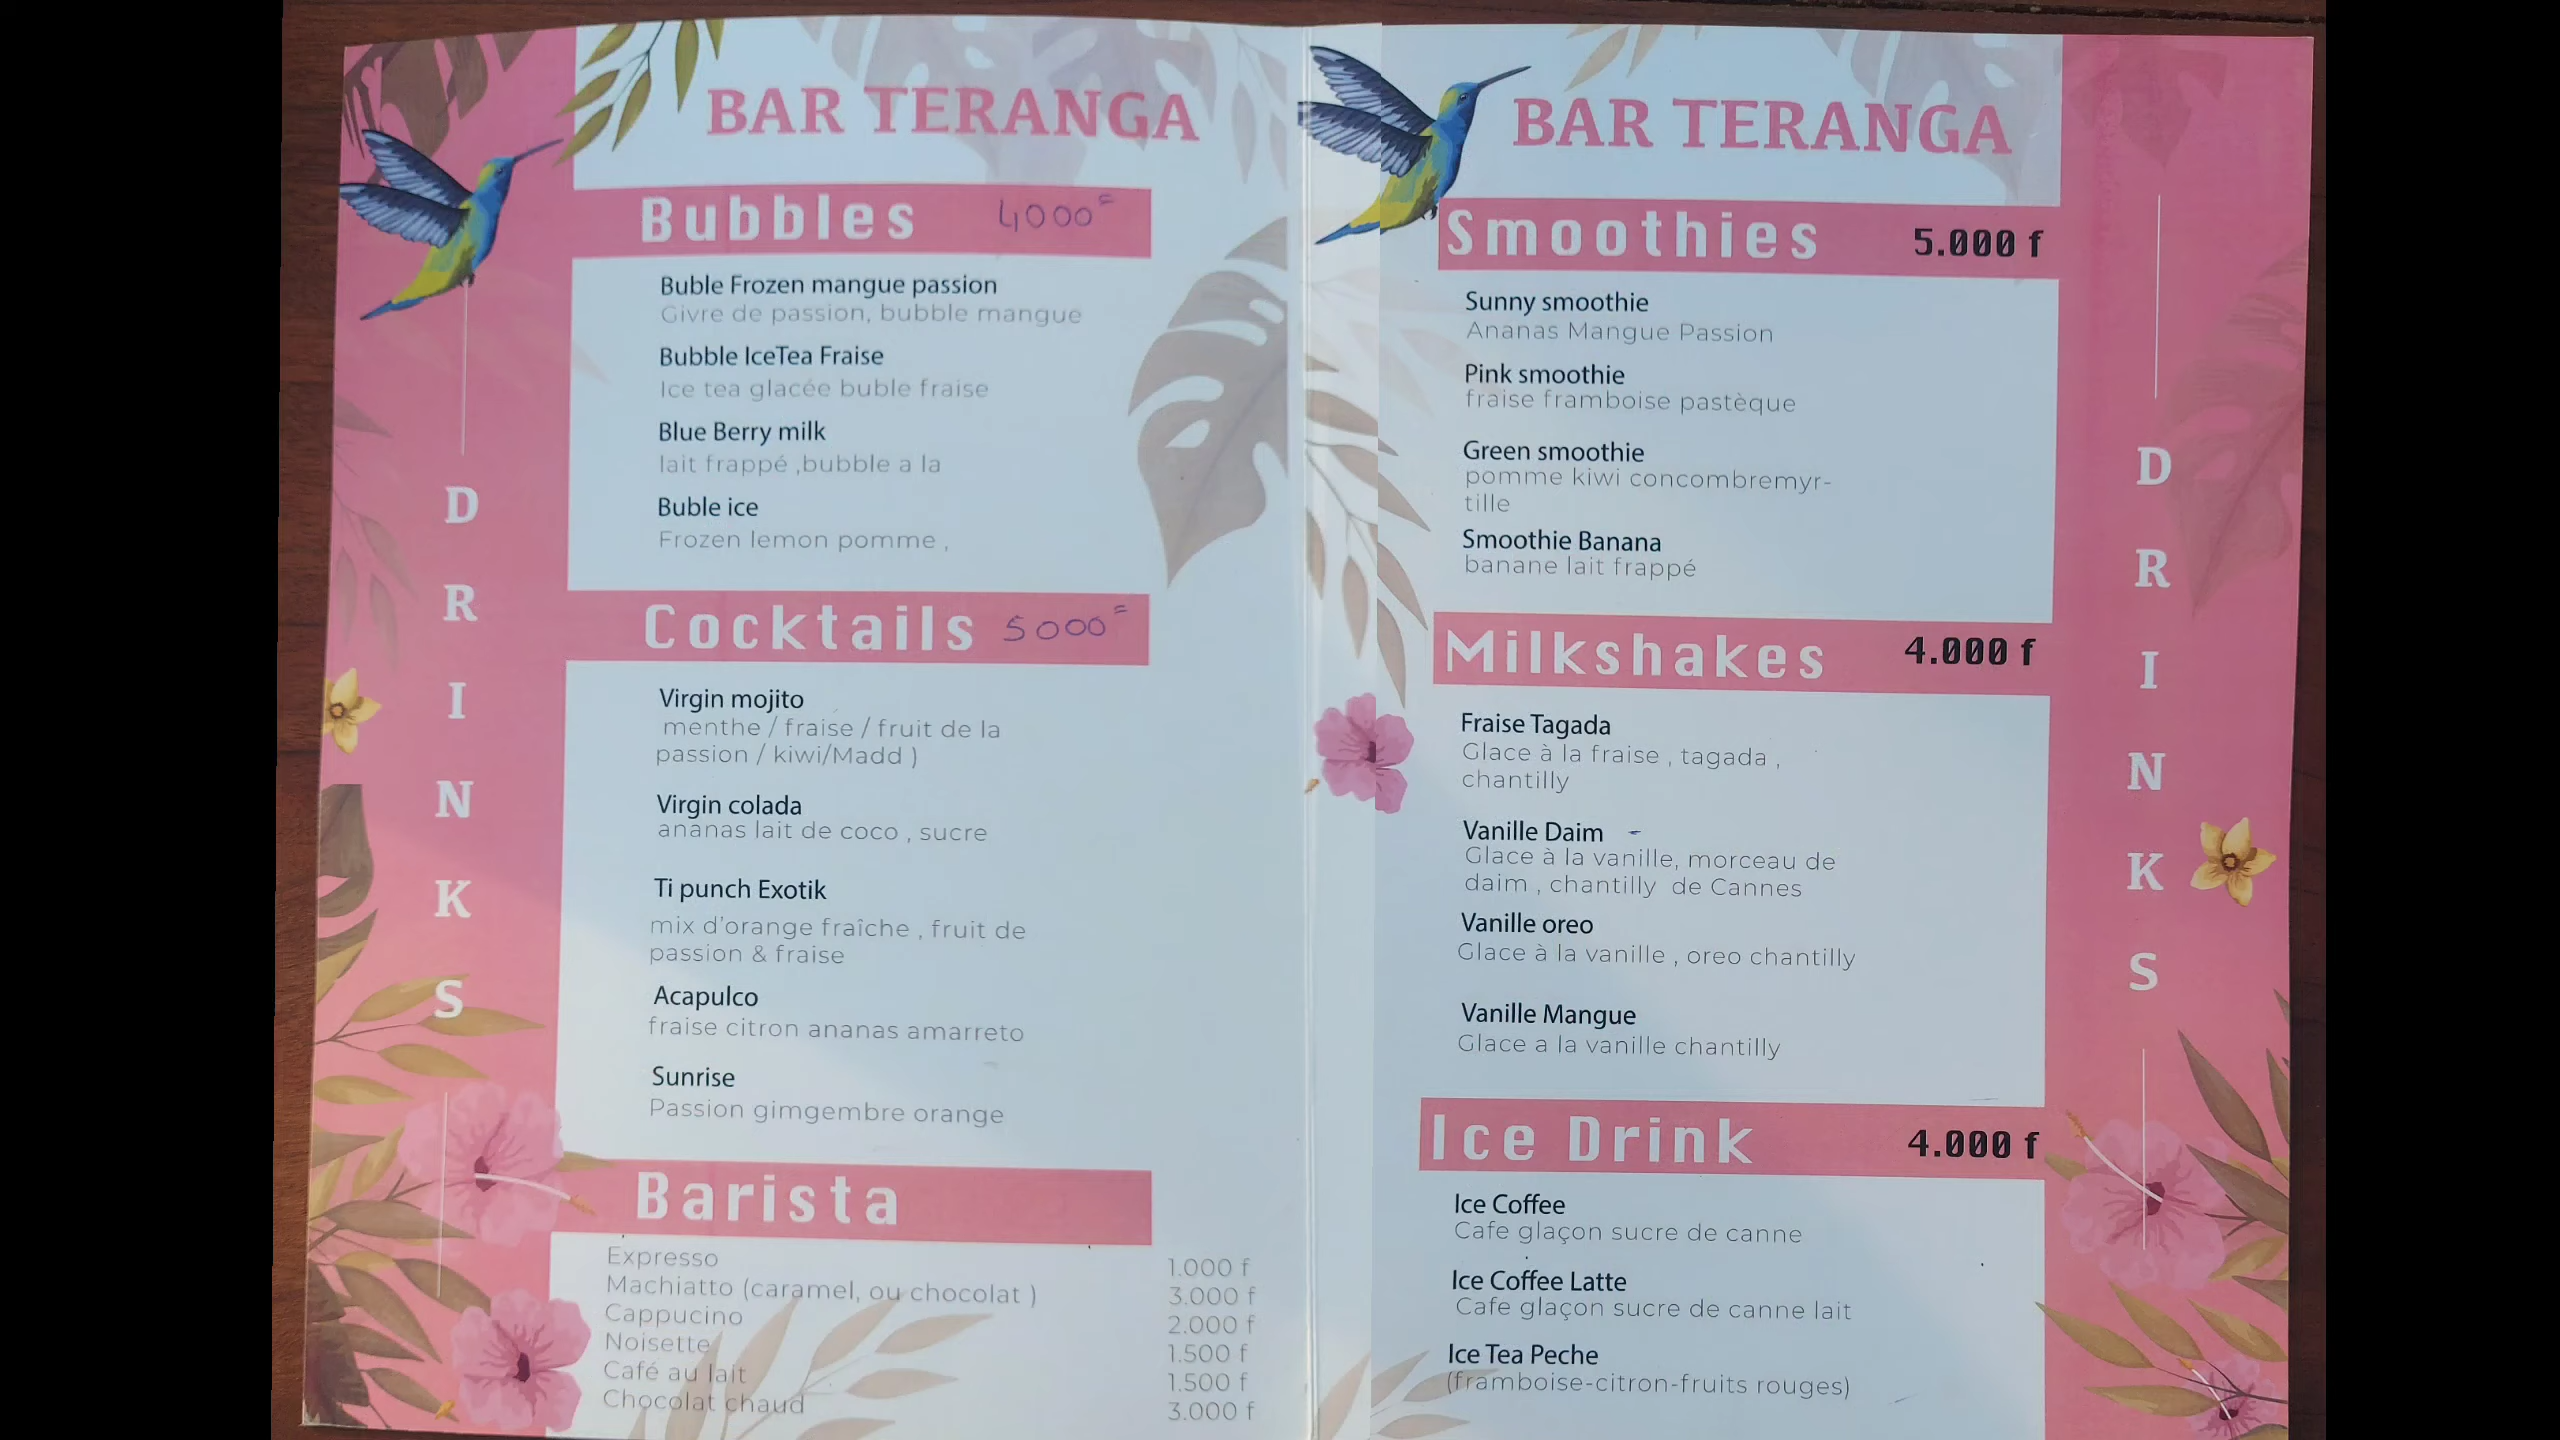 BAR TERANGA
Bubbles 4000=
Buble Frozen mangue passion
Givre de passion, bubble mangue
Bubble IceTea Fraise
Ice tea glacée buble fraise
Blue Berry milk
lait frappé ,bubble a la
Buble ice
Frozen lemon pomme ,
Cocktails 5000=
Virgin mojito
menthe / fraise / fruit de la
passion / kiwi/Madd )
Virgin colada
ananas lait de coco , sucre
Ti punch Exotik
mix d'orange fraîche , fruit de
passion & fraise
Acapulco
fraise citron ananas amarreto
Sunrise
Passion gimgembre orange
Barista
Expresso 1.000 f
Machiatto (caramel, ou chocolat ) 3.000 f
Cappucino 2.000 f
Noisette 1.500 f
Café au lait 1.500 f
Chocolat chaud 3.000 f
DRINKS
BAR TERANGA
Smoothies 5.000 f
Sunny smoothie
Ananas Mangue Passion
Pink smoothie
fraise framboise pastèque
Green smoothie
pomme kiwi concombremyr-
tille
Smoothie Banana
banane lait frappé
Milkshakes 4.000 f
Fraise Tagada
Glace à la fraise , tagada ,
chantilly
Vanille Daim -
Glace à la vanille, morceau de
daim , chantilly de Cannes
Vanille oreo
Glace à la vanille , oreo chantilly
Vanille Mangue
Glace a la vanille chantilly
Ice Drink 4.000 f
Ice Coffee
Cafe glaçon sucre de canne
Ice Coffee Latte
Cafe glaçon sucre de canne lait
Ice Tea Peche
(framboise-citron-fruits rouges)
DRINKS